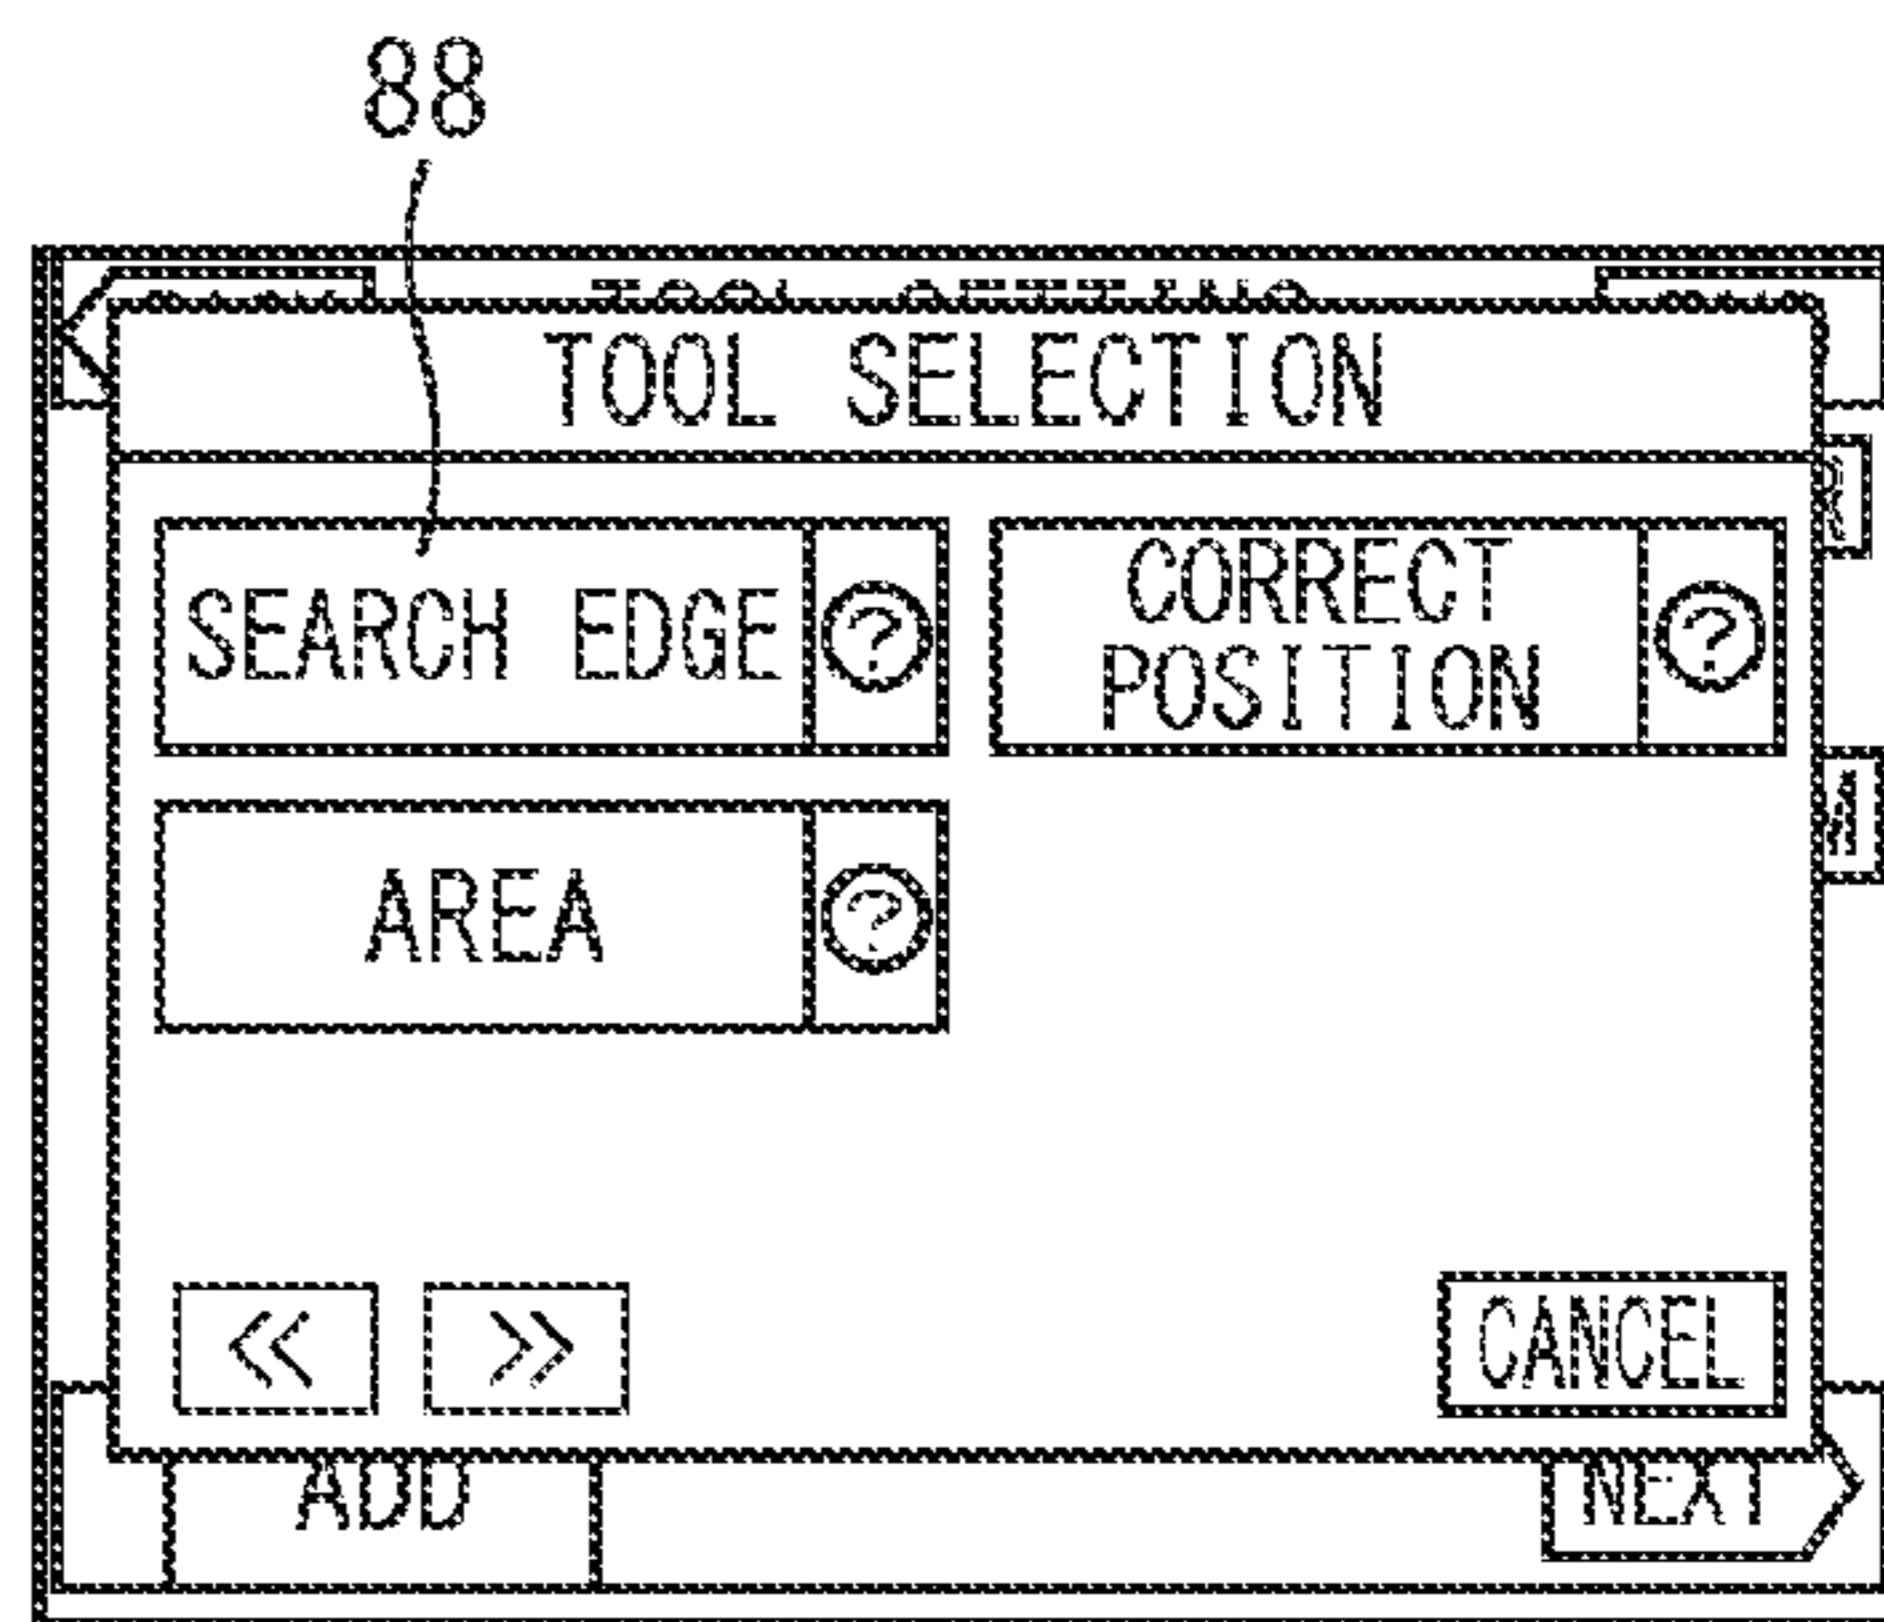 88
TOOL SELECTION
SEARCH EDGE ?
CORRECT
POSITION ?
AREA ?
<< >>
CANCEL
ADD
NEXT